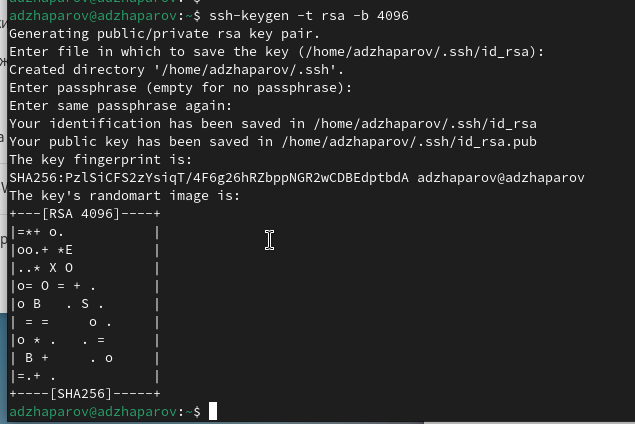 adzhaparov@adzhaparov:~$ ssh-keygen -t rsa -b 4096
Generating public/private rsa key pair.
Enter file in which to save the key (/home/adzhaparov/.ssh/id_rsa):
Created directory '/home/adzhaparov/.ssh'.
Enter passphrase (empty for no passphrase):
Enter same passphrase again:
Your identification has been saved in /home/adzhaparov/.ssh/id_rsa
Your public key has been saved in /home/adzhaparov/.ssh/id_rsa.pub
The key fingerprint is:
SHA256:PzlSiCFS2zYsiqT/4F6g26hRZbppNGR2wCDBEdptbdA adzhaparov@adzhaparov
The key's randomart image is:
+---[RSA 4096]----+
|=*+ o.           |
|oo.+ *E          |
|..* X O          |
|o= O = + .       |
|o B   . S .      |
| = =     o .     |
|o * .   . =      |
| B +     . o     |
|=.+ .            |
+----[SHA256]-----+
adzhaparov@adzhaparov:~$